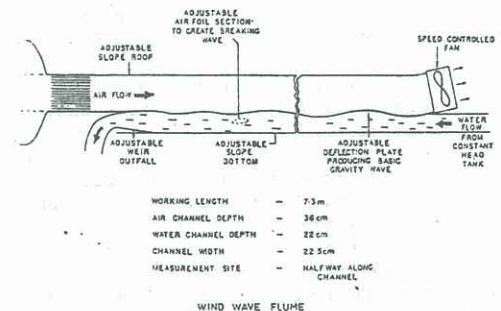 ADJUSTABLE
AIR FOIL SECTION
TO CREATE BREAKING
WAVE
ADJUSTABLE
SLOPE ROOF
SPEED CONTROLLED
FAN
AIR FLOW
WATER
FLOW
FROM
CONSTANT
HEAD
TANK
ADJUSTABLE
WEIR
OUTFALL
ADJUSTABLE
SLOPE
BOTTOM
ADJUSTABLE
DEFLECTION PLATE
PRODUCING BASIC
GRAVITY WAVE
WORKING LENGTH – 7·3m
AIR CHANNEL DEPTH – 36cm
WATER CHANNEL DEPTH – 22cm
CHANNEL WIDTH – 22.5cm
MEASUREMENT SITE – HALFWAY ALONG
CHANNEL
WIND WAVE FLUME